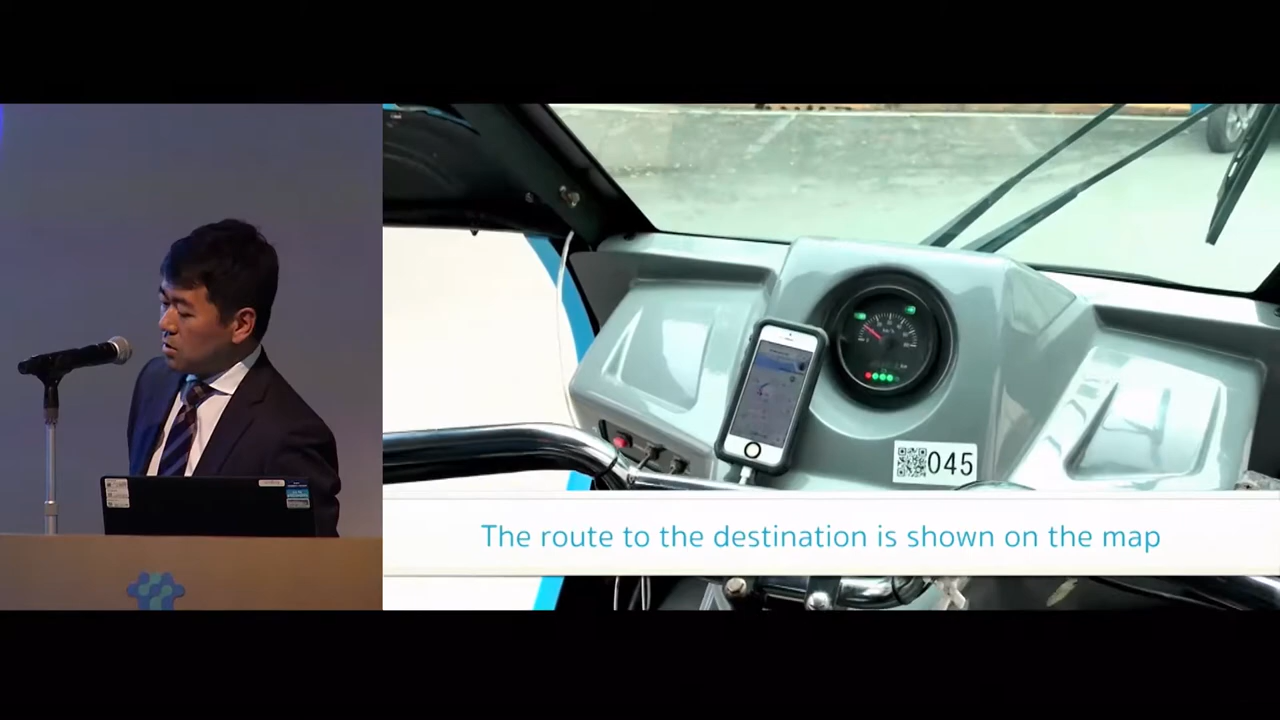 045
The route to the destination is shown on the map